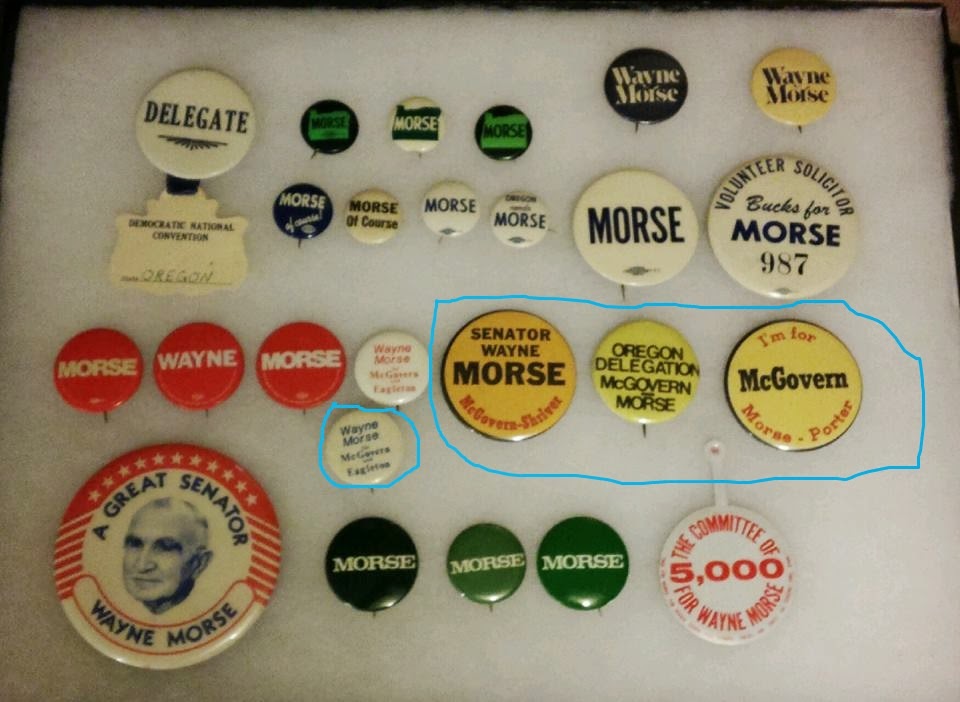 DELEGATE
DEMOCRATIC NATIONAL
CONVENTION
OREGON
MORSE
MORSE
MORSE
Wayne
Morse
Wayne
Morse
MORSE
of course!
MORSE
Of Course
MORSE
OREGON
needs
MORSE
MORSE
VOLUNTEER SOLICITOR
Bucks for
MORSE
987
MORSE
WAYNE
MORSE
Wayne
Morse
McGovern
Eagleton
SENATOR
WAYNE
MORSE
McGovern-Shriver
OREGON
DELEGATION
McGOVERN
MORSE
I'm for
McGovern
Morse - Porter
Wayne
Morse
McGovern
Eagleton
A GREAT SENATOR
WAYNE MORSE
MORSE
MORSE
MORSE
THE COMMITTEE OF
5,000
FOR WAYNE MORSE